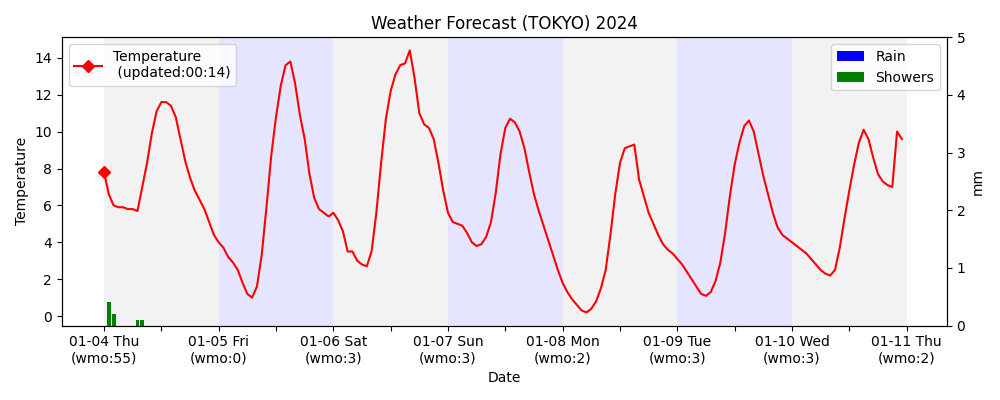 Weather Forecast (TOKYO) 2024
Temperature
(updated:00:14)
Rain
Showers
Temperature
14
12
10
8
6
4
2
0
5
4
3
2
1
0
mm
01-04 Thu
(wmo:55)
01-05 Fri
(wmo:0)
01-06 Sat
(wmo:3)
01-07 Sun
(wmo:3)
01-08 Mon
(wmo:2)
01-09 Tue
(wmo:3)
01-10 Wed
(wmo:3)
01-11 Thu
(wmo:2)
Date